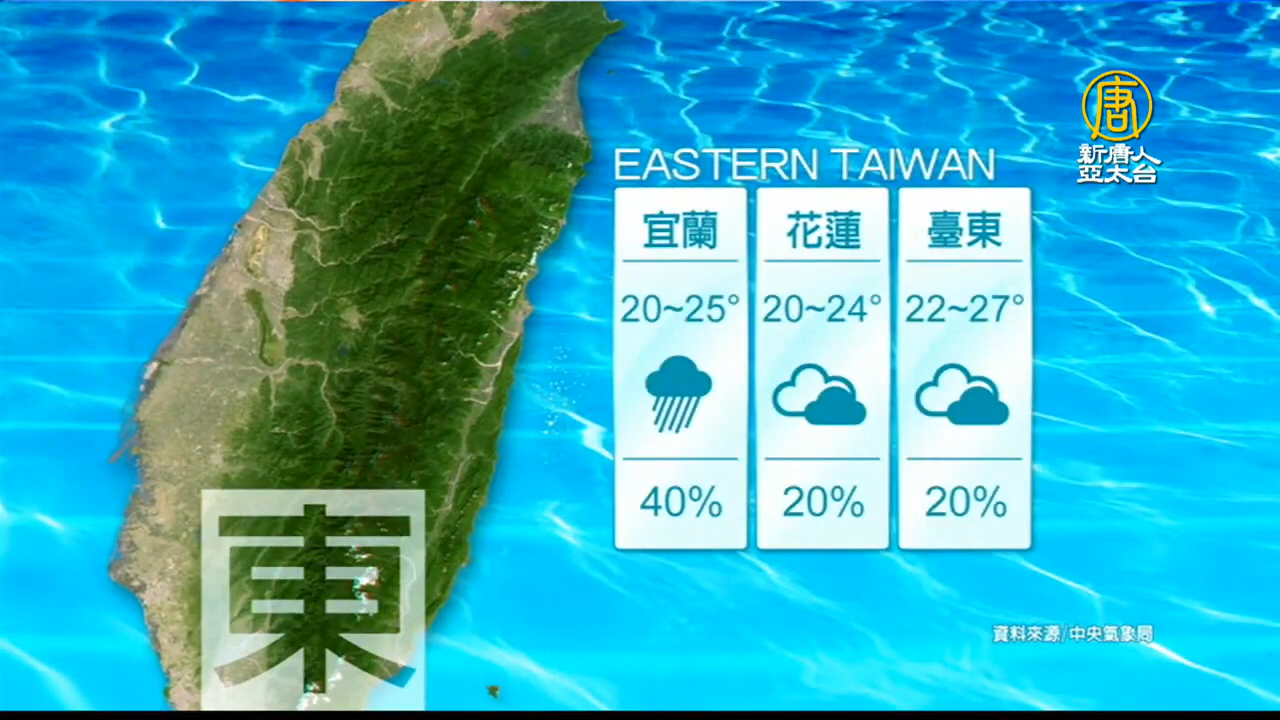 唐
新唐人
亞太台
EASTERN TAIWAN
宜蘭
花蓮
臺東
20~25°
20~24°
22~27°
40%
20%
20%
東
資料來源/中央氣象局